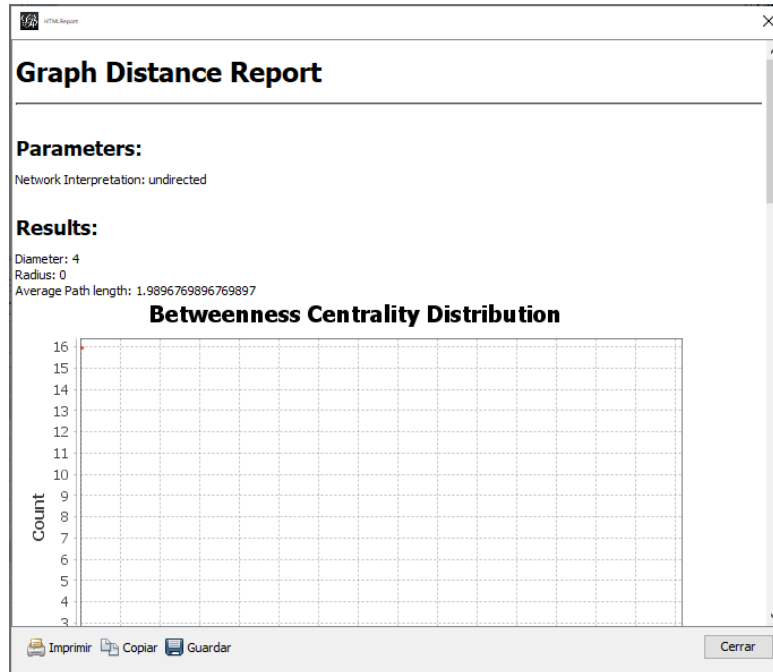 HTML Report
Graph Distance Report
Parameters:
Network Interpretation: undirected
Results:
Diameter: 4
Radius: 0
Average Path length: 1.9896769896769897
Betweenness Centrality Distribution
16
15
14
13
12
11
10
9
8
7
6
5
4
3
Count
Imprimir Copiar Guardar Cerrar